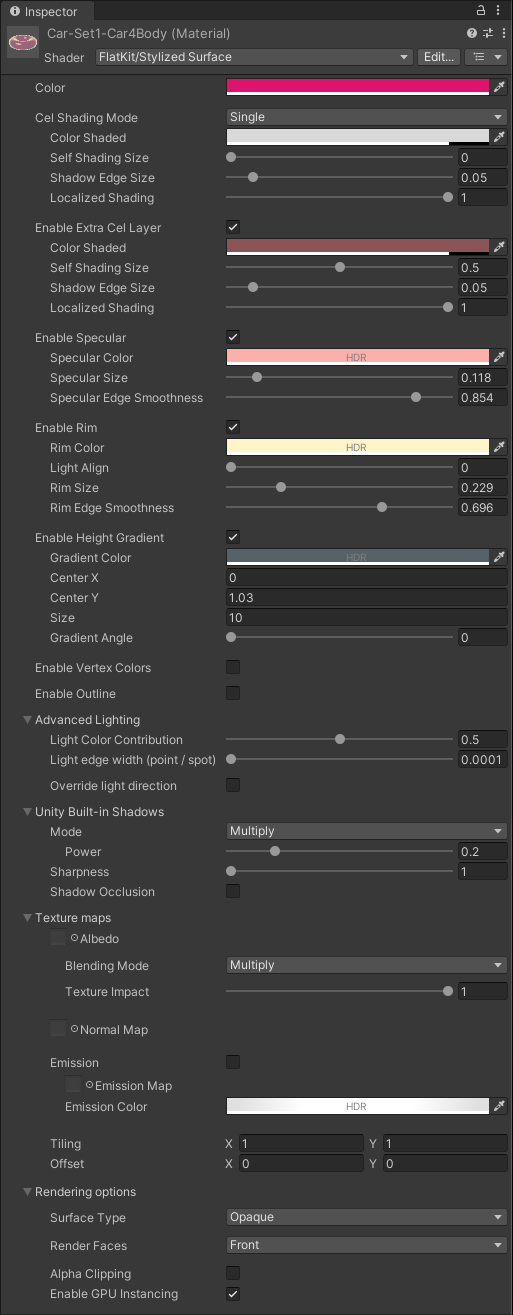 Inspector
Car-Set1-Car4Body (Material)
Shader FlatKit/Stylized Surface Edit...
Color
Cel Shading Mode Single
Color Shaded
Self Shading Size 0
Shadow Edge Size 0.05
Localized Shading 1
Enable Extra Cel Layer
Color Shaded
Self Shading Size 0.5
Shadow Edge Size 0.05
Localized Shading 1
Enable Specular
Specular Color HDR
Specular Size 0.118
Specular Edge Smoothness 0.854
Enable Rim
Rim Color HDR
Light Align 0
Rim Size 0.229
Rim Edge Smoothness 0.696
Enable Height Gradient
Gradient Color HDR
Center X 0
Center Y 1.03
Size 10
Gradient Angle 0
Enable Vertex Colors
Enable Outline
Advanced Lighting
Light Color Contribution 0.5
Light edge width (point / spot) 0.0001
Override light direction
Unity Built-in Shadows
Mode Multiply
Power 0.2
Sharpness 1
Shadow Occlusion
Texture maps
Albedo
Blending Mode Multiply
Texture Impact 1
Normal Map
Emission
Emission Map
Emission Color HDR
Tiling X 1 Y 1
Offset X 0 Y 0
Rendering options
Surface Type Opaque
Render Faces Front
Alpha Clipping
Enable GPU Instancing